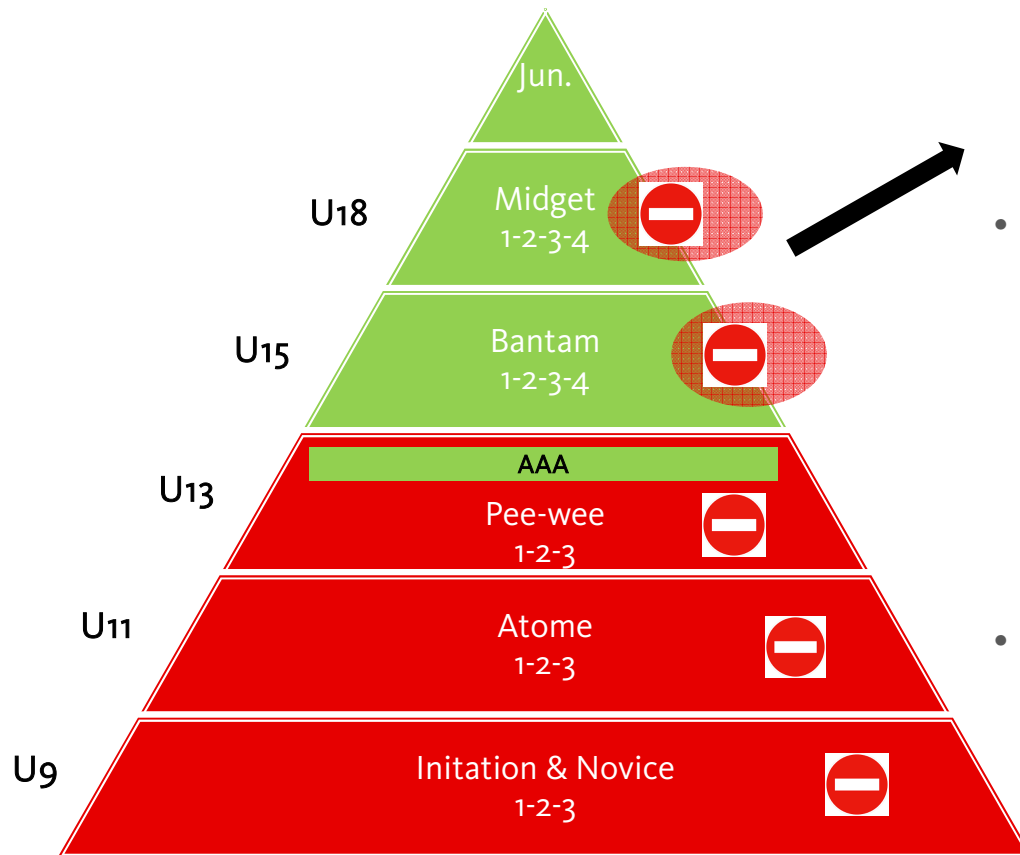 Jun.
U18
Midget
1-2-3-4
U15
Bantam
1-2-3-4
AAA
U13
Pee-wee
1-2-3
U11
Atome
1-2-3
U9
Initation & Novice
1-2-3